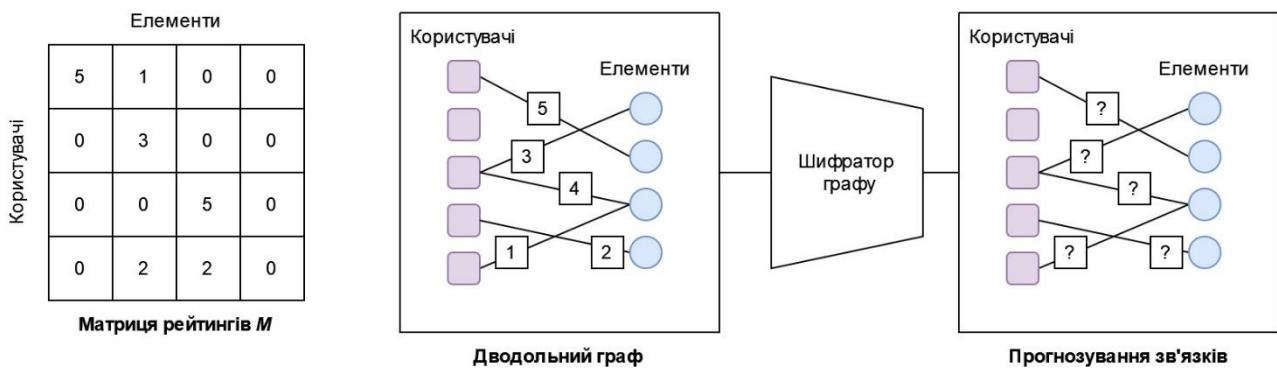 Елементи
Користувачі
5 1 0 0
0 3 0 0
0 0 5 0
0 2 2 0
Матриця рейтингів M
Користувачі
Елементи
5
3
4
1
2
Дводольний граф
Шифратор
графу
Користувачі
Елементи
?
?
?
?
?
Прогнозування зв'язків